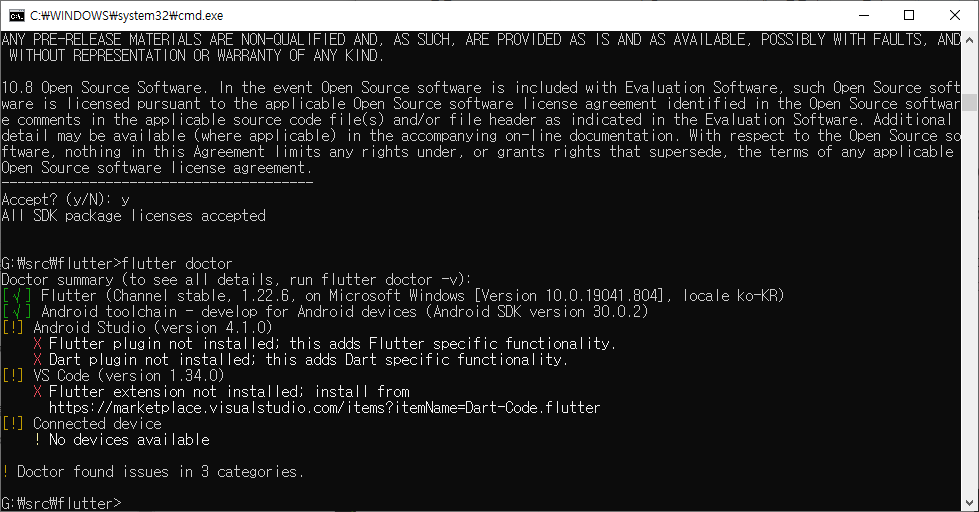 C:₩WINDOWS₩system32₩cmd.exe
ANY PRE-RELEASE MATERIALS ARE NON-QUALIFIED AND, AS SUCH, ARE PROVIDED AS IS AND AS AVAILABLE, POSSIBLY WITH FAULTS, AND
 WITHOUT REPRESENTATION OR WARRANTY OF ANY KIND.
10.8 Open Source Software. In the event Open Source software is included with Evaluation Software, such Open Source soft
ware is licensed pursuant to the applicable Open Source software license agreement identified in the Open Source softwar
e comments in the applicable source code file(s) and/or file header as indicated in the Evaluation Software. Additional
detail may be available (where applicable) in the accompanying on-line documentation. With respect to the Open Source so
ftware, nothing in this Agreement limits any rights under, or grants rights that supersede, the terms of any applicable
Open Source software license agreement.
---------------------------------------
Accept? (y/N): y
All SDK package licenses accepted
G:₩src₩flutter>flutter doctor
Doctor summary (to see all details, run flutter doctor -v):
[√] Flutter (Channel stable, 1.22.6, on Microsoft Windows [Version 10.0.19041.804], locale ko-KR)
[√] Android toolchain - develop for Android devices (Android SDK version 30.0.2)
[!] Android Studio (version 4.1.0)
    X Flutter plugin not installed; this adds Flutter specific functionality.
    X Dart plugin not installed; this adds Dart specific functionality.
[!] VS Code (version 1.34.0)
    X Flutter extension not installed; install from
      https://marketplace.visualstudio.com/items?itemName=Dart-Code.flutter
[!] Connected device
    ! No devices available
! Doctor found issues in 3 categories.
G:₩src₩flutter>